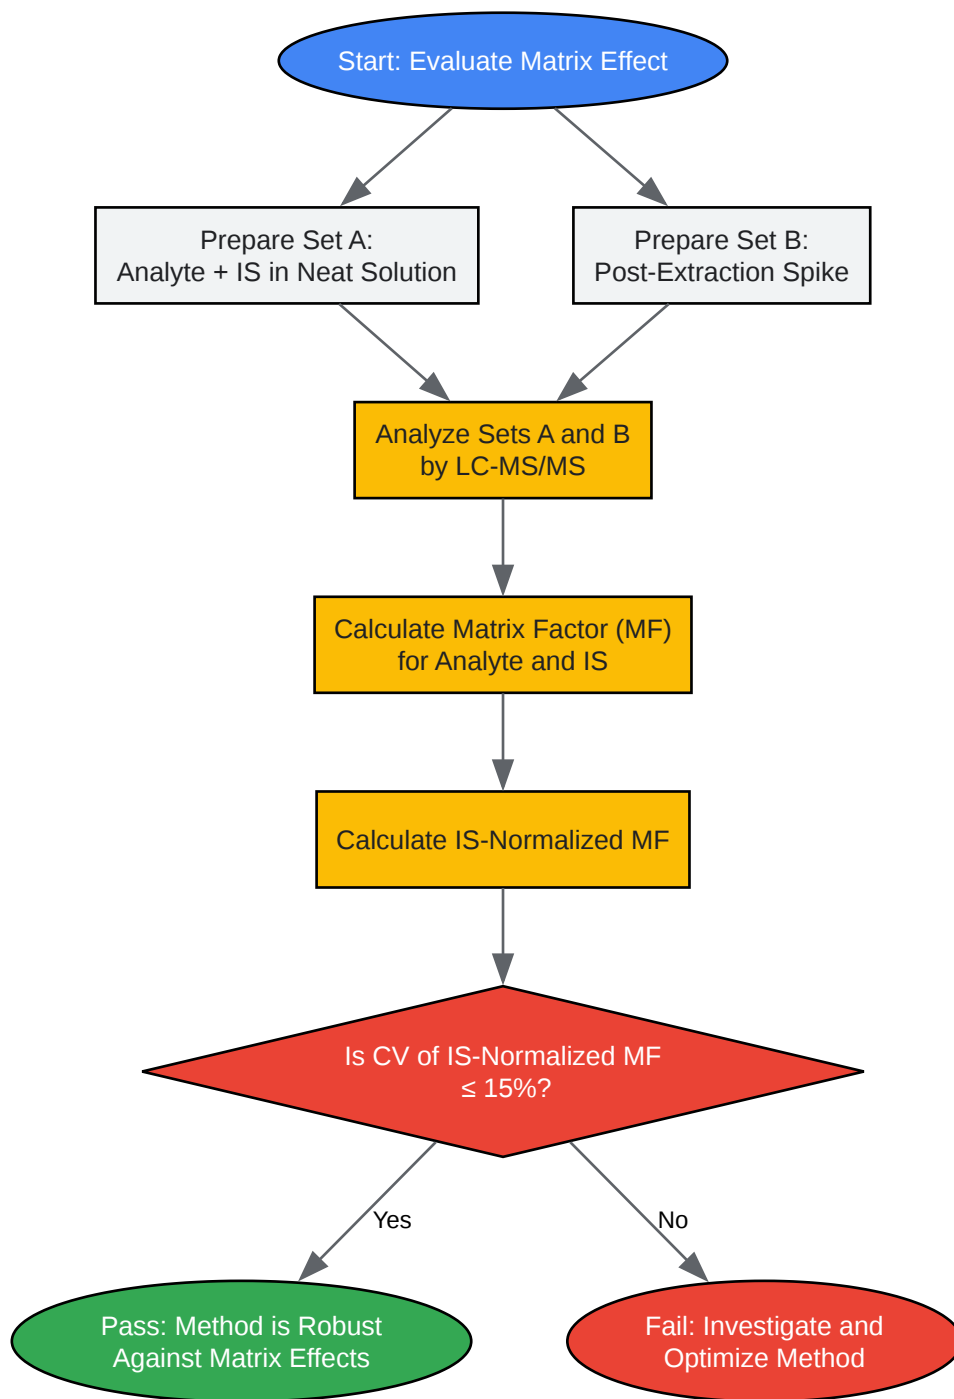 Start: Evaluate Matrix Effect
Prepare Set A:
Analyte + IS in Neat Solution
Prepare Set B:
Post-Extraction Spike
Analyze Sets A and B
by LC-MS/MS
Calculate Matrix Factor (MF)
for Analyte and IS
Calculate IS-Normalized MF
Is CV of IS-Normalized MF
≤ 15%?
Yes
No
Pass: Method is Robust
Against Matrix Effects
Fail: Investigate and
Optimize Method